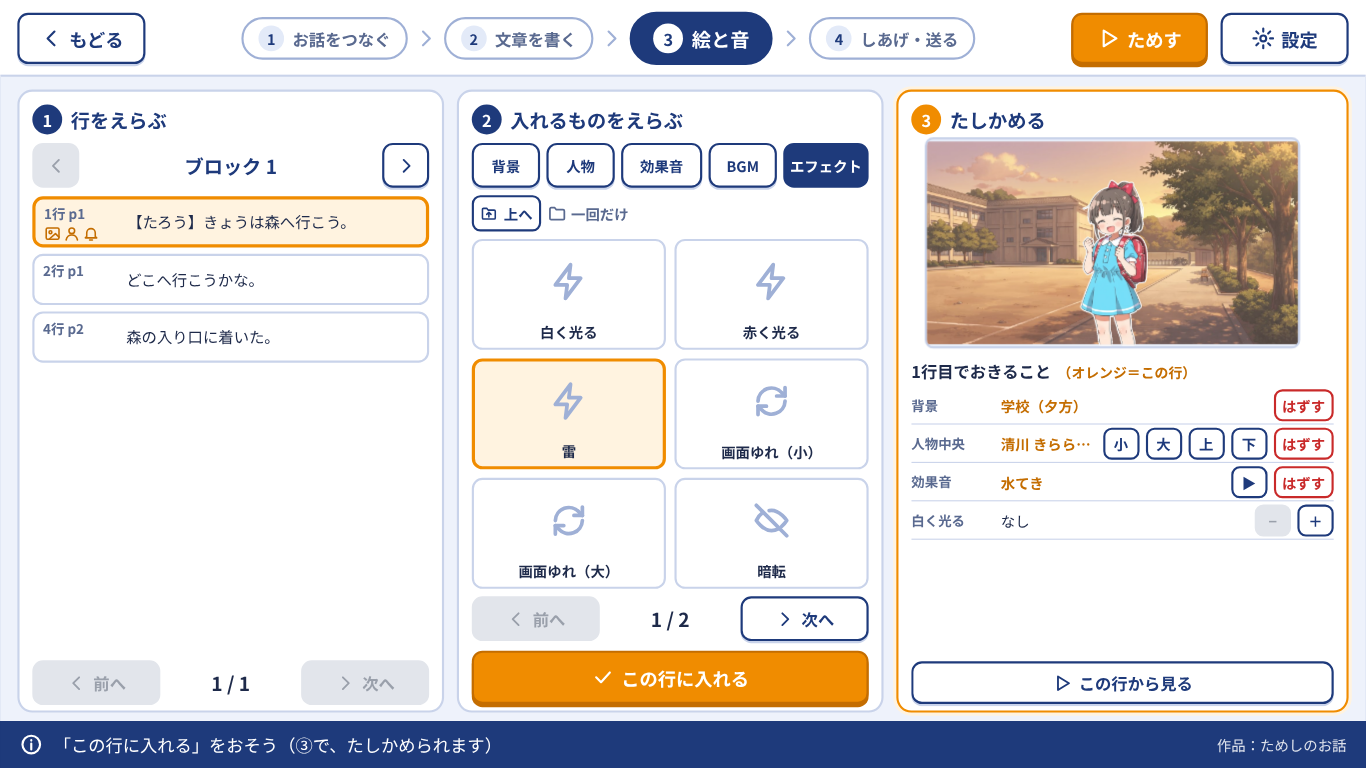 もどる
1 お話をつなぐ
2 文章を書く
3 絵と音
4 しあげ・送る
ためす
設定
1 行をえらぶ
ブロック 1
1行 p1
【たろう】きょうは森へ行こう。
2行 p1
どこへ行こうかな。
4行 p2
森の入り口に着いた。
前へ
1 / 1
次へ
2 入れるものをえらぶ
背景
人物
効果音
BGM
エフェクト
上へ
一回だけ
白く光る
赤く光る
雷
画面ゆれ（小）
画面ゆれ（大）
暗転
前へ
1 / 2
次へ
この行に入れる
3 たしかめる
1行目でおきること （オレンジ＝この行）
背景 学校（夕方） はずす
人物中央 清川 きらら… 小 大 上 下 はずす
効果音 水てき ▶ はずす
白く光る なし − ＋
この行から見る
「この行に入れる」をおそう（③で、たしかめられます）
作品：ためしのお話